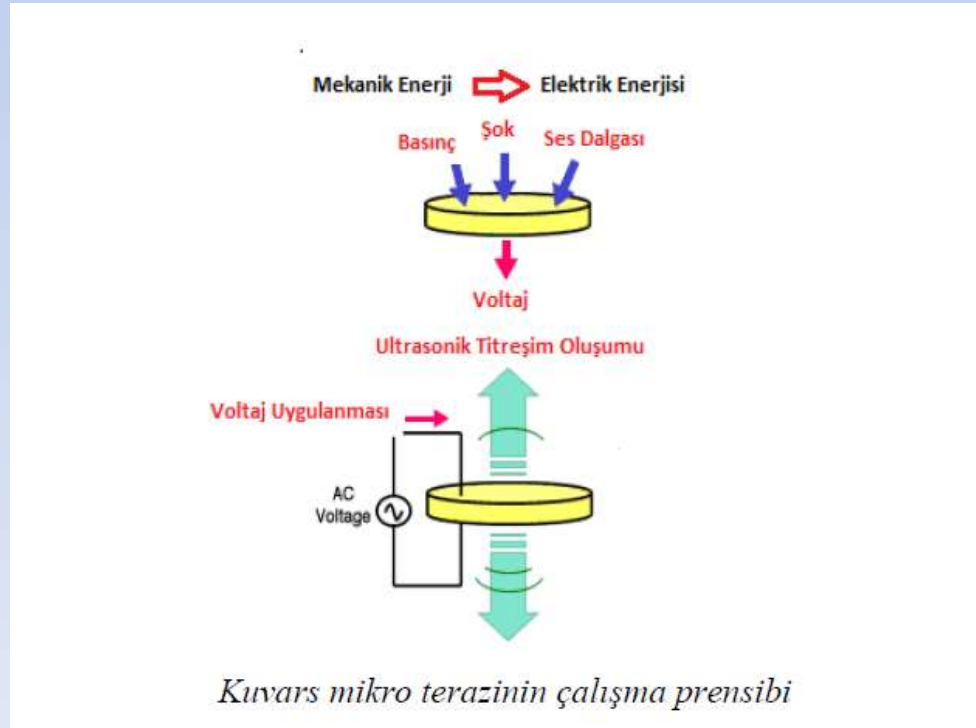 Mekanik Enerji Elektrik Enerjisi
Basınç Şok Ses Dalgası
Voltaj
Ultrasonik Titreşim Oluşumu
Voltaj Uygulanması
AC
Voltage
Kuvars mikro terazinin çalışma prensibi